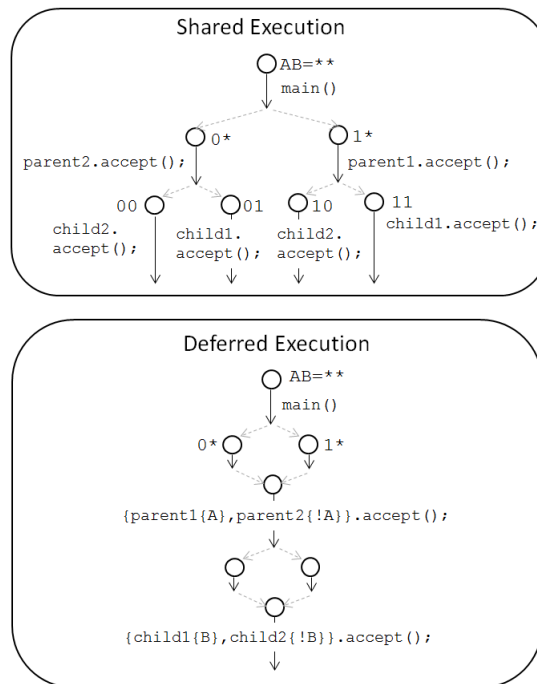 Shared Execution
AB=**
main()
0*
1*
parent2.accept();
parent1.accept();
00
01
10
11
child2.
accept();
child1.
accept();
child2.
accept();
child1.accept();
Deferred Execution
AB=**
main()
0*
1*
{parent1{A},parent2{!A}}.accept();
{child1{B},child2{!B}}.accept();